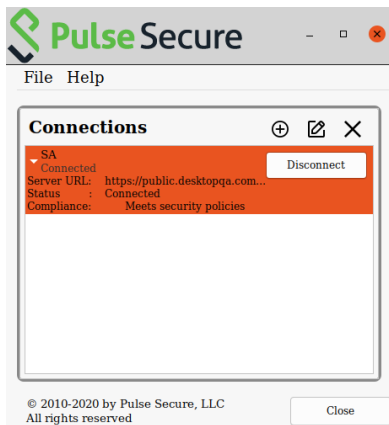 Pulse Secure
File Help
Connections
SA
Connected
Disconnect
Server URL: https://public.desktopqa.com...
Status : Connected
Compliance: Meets security policies
© 2010-2020 by Pulse Secure, LLC
All rights reserved
Close